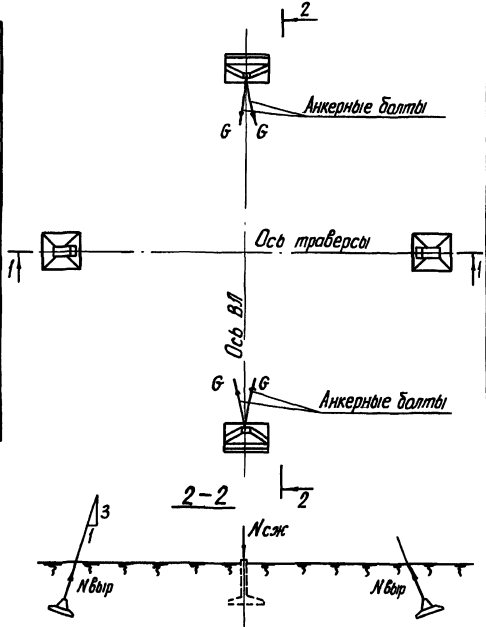 2
Анкерные болты
G G
Ось траверсы
1 1
Ось ВЛ
G G
Анкерные болты
2-2
2
3
1
Nсж
Nвыр
Nвыр